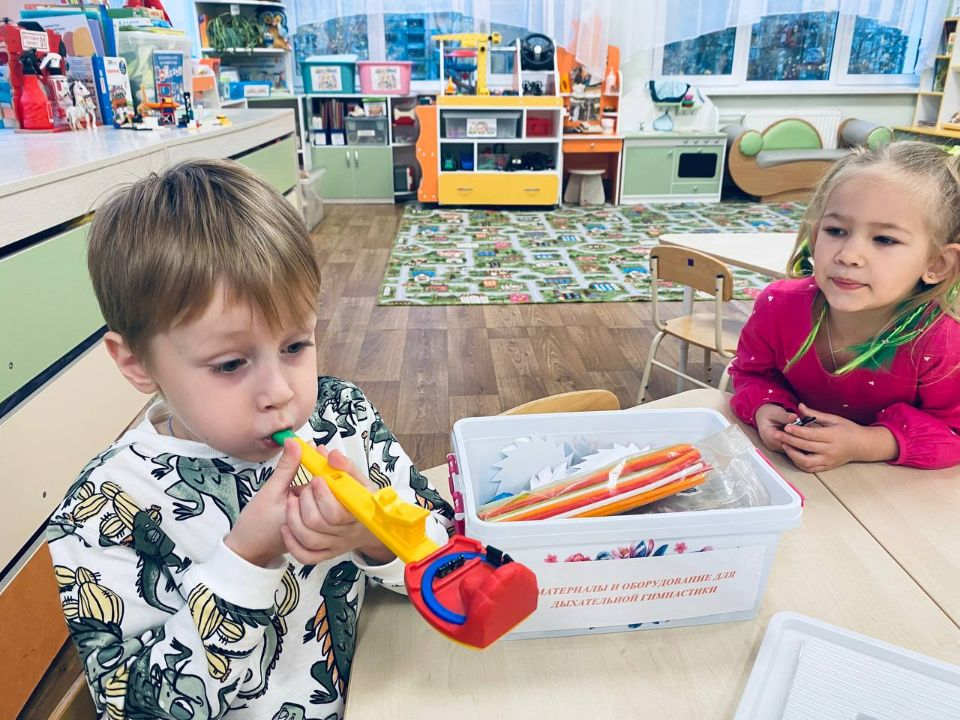 МАТЕРИАЛЫ И ОБОРУДОВАНИЕ ДЛЯ
ДЫХАТЕЛЬНОЙ ГИМНАСТИКИ